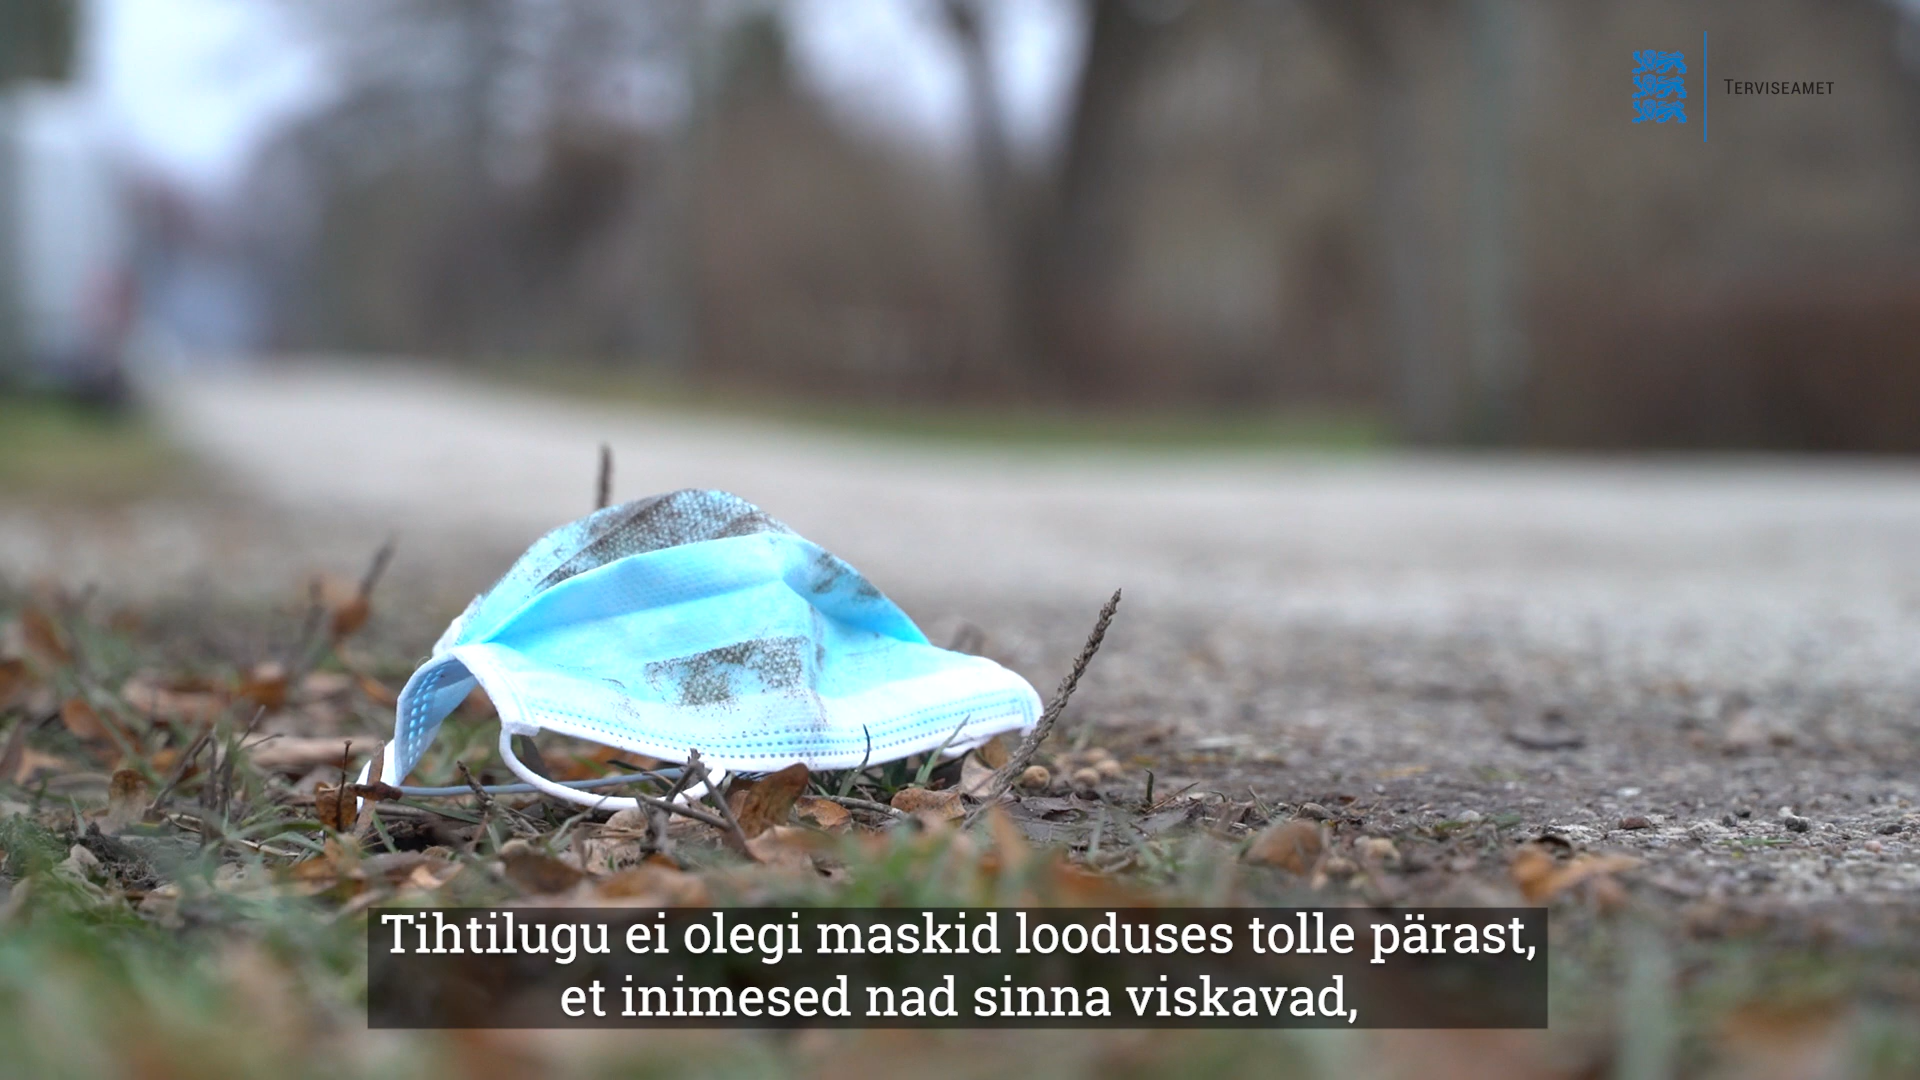 TERVISEAMET
Tihtilugu ei olegi maskid looduses tolle pärast,
et inimesed nad sinna viskavad,